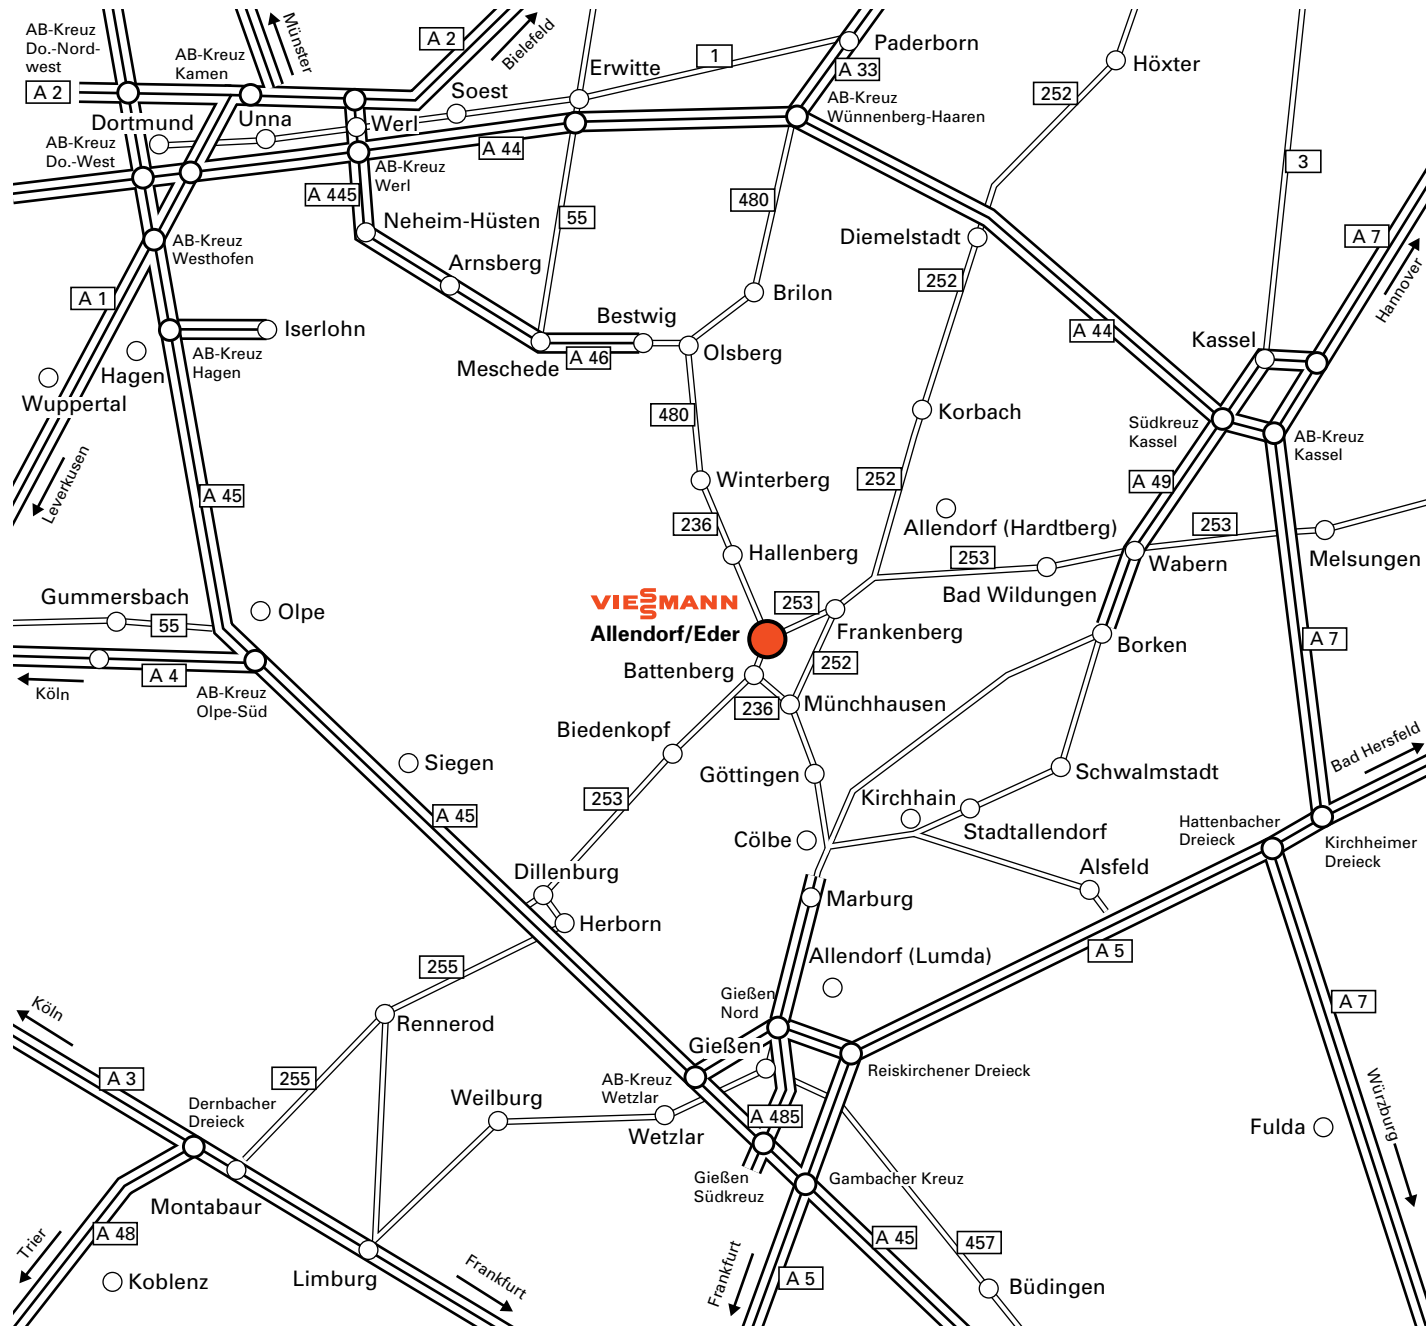 AB-Kreuz
Do.-Nord-
west
A 2
AB-Kreuz
Kamen
Münster
A 2
Bielefeld
Erwitte
1
Paderborn
A 33
Höxter
252
AB-Kreuz
Wünnenberg-Haaren
Soest
Dortmund
Unna
Werl
AB-Kreuz
Do.-West
AB-Kreuz
Werl
A 44
3
A 445
Neheim-Hüsten
55
480
Diemelstadt
A 7
Hannover
AB-Kreuz
Westhofen
Arnsberg
252
A 1
Brilon
Iserlohn
Bestwig
A 44
Kassel
AB-Kreuz
Hagen
Hagen
Meschede
A 46
Olsberg
Wuppertal
480
Korbach
Südkreuz
Kassel
AB-Kreuz
Kassel
Leverkusen
A 45
Winterberg
252
A 49
236
Allendorf (Hardtberg)
253
Hallenberg
253
Wabern
Melsungen
Gummersbach
Olpe
VIESSMANN
253
Bad Wildungen
55
Allendorf/Eder
Frankenberg
A 7
Borken
252
A 4
Köln
AB-Kreuz
Olpe-Süd
Battenberg
236
Münchhausen
Biedenkopf
Siegen
Göttingen
Schwalmstadt
Bad Hersfeld
253
A 45
Kirchhain
Stadtallendorf
Hattenbacher
Dreieck
Cölbe
Kirchheimer
Dreieck
Dillenburg
Alsfeld
Marburg
Herborn
A 5
255
Allendorf (Lumda)
Köln
Gießen
Nord
A 7
Rennerod
Gießen
A 3
255
AB-Kreuz
Wetzlar
Reiskirchener Dreieck
Dernbacher
Dreieck
Weilburg
A 485
Würzburg
Wetzlar
Fulda
Gießen
Südkreuz
Gambacher Kreuz
Montabaur
A 48
Trier
A 45
457
Koblenz
Limburg
Frankfurt
Frankfurt
A 5
Büdingen